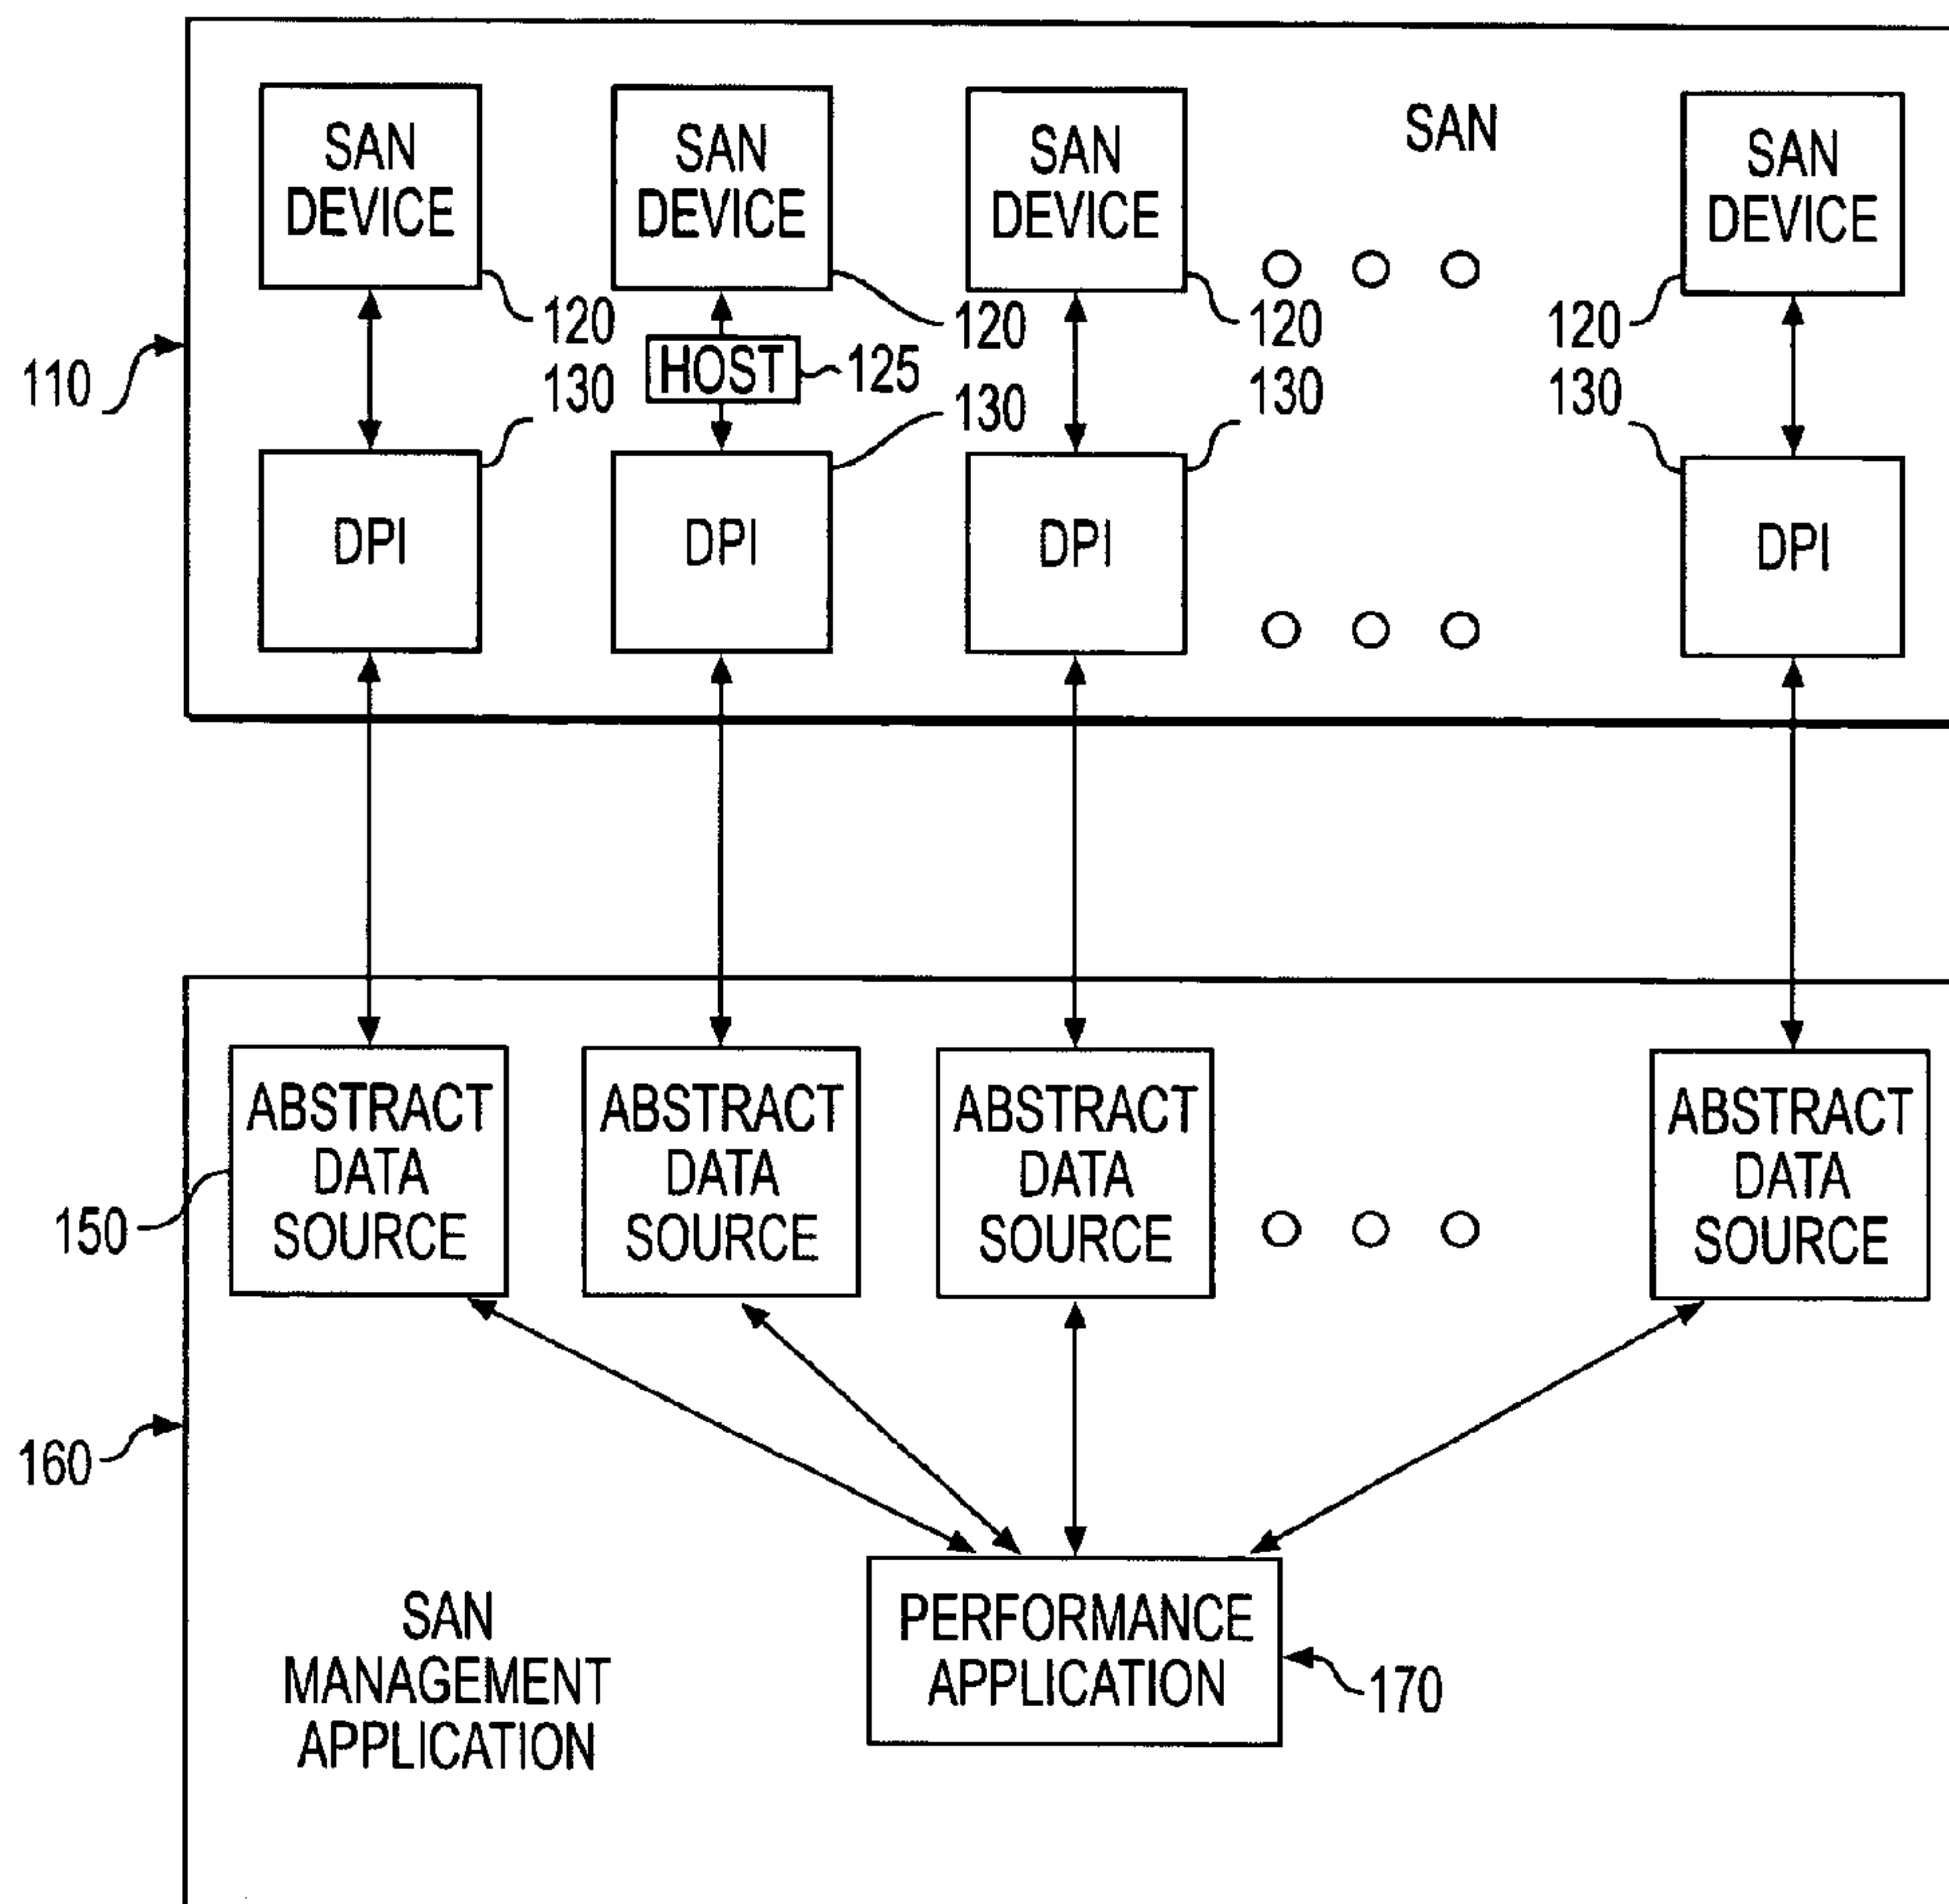 SAN
DEVICE
SAN
DEVICE
SAN
DEVICE
SAN
SAN
DEVICE
120
120
120
120
110
HOST
125
130
130
130
130
DPI
DPI
DPI
DPI
ABSTRACT
DATA
SOURCE
ABSTRACT
DATA
SOURCE
ABSTRACT
DATA
SOURCE
ABSTRACT
DATA
SOURCE
150
160
SAN
MANAGEMENT
APPLICATION
PERFORMANCE
APPLICATION
170